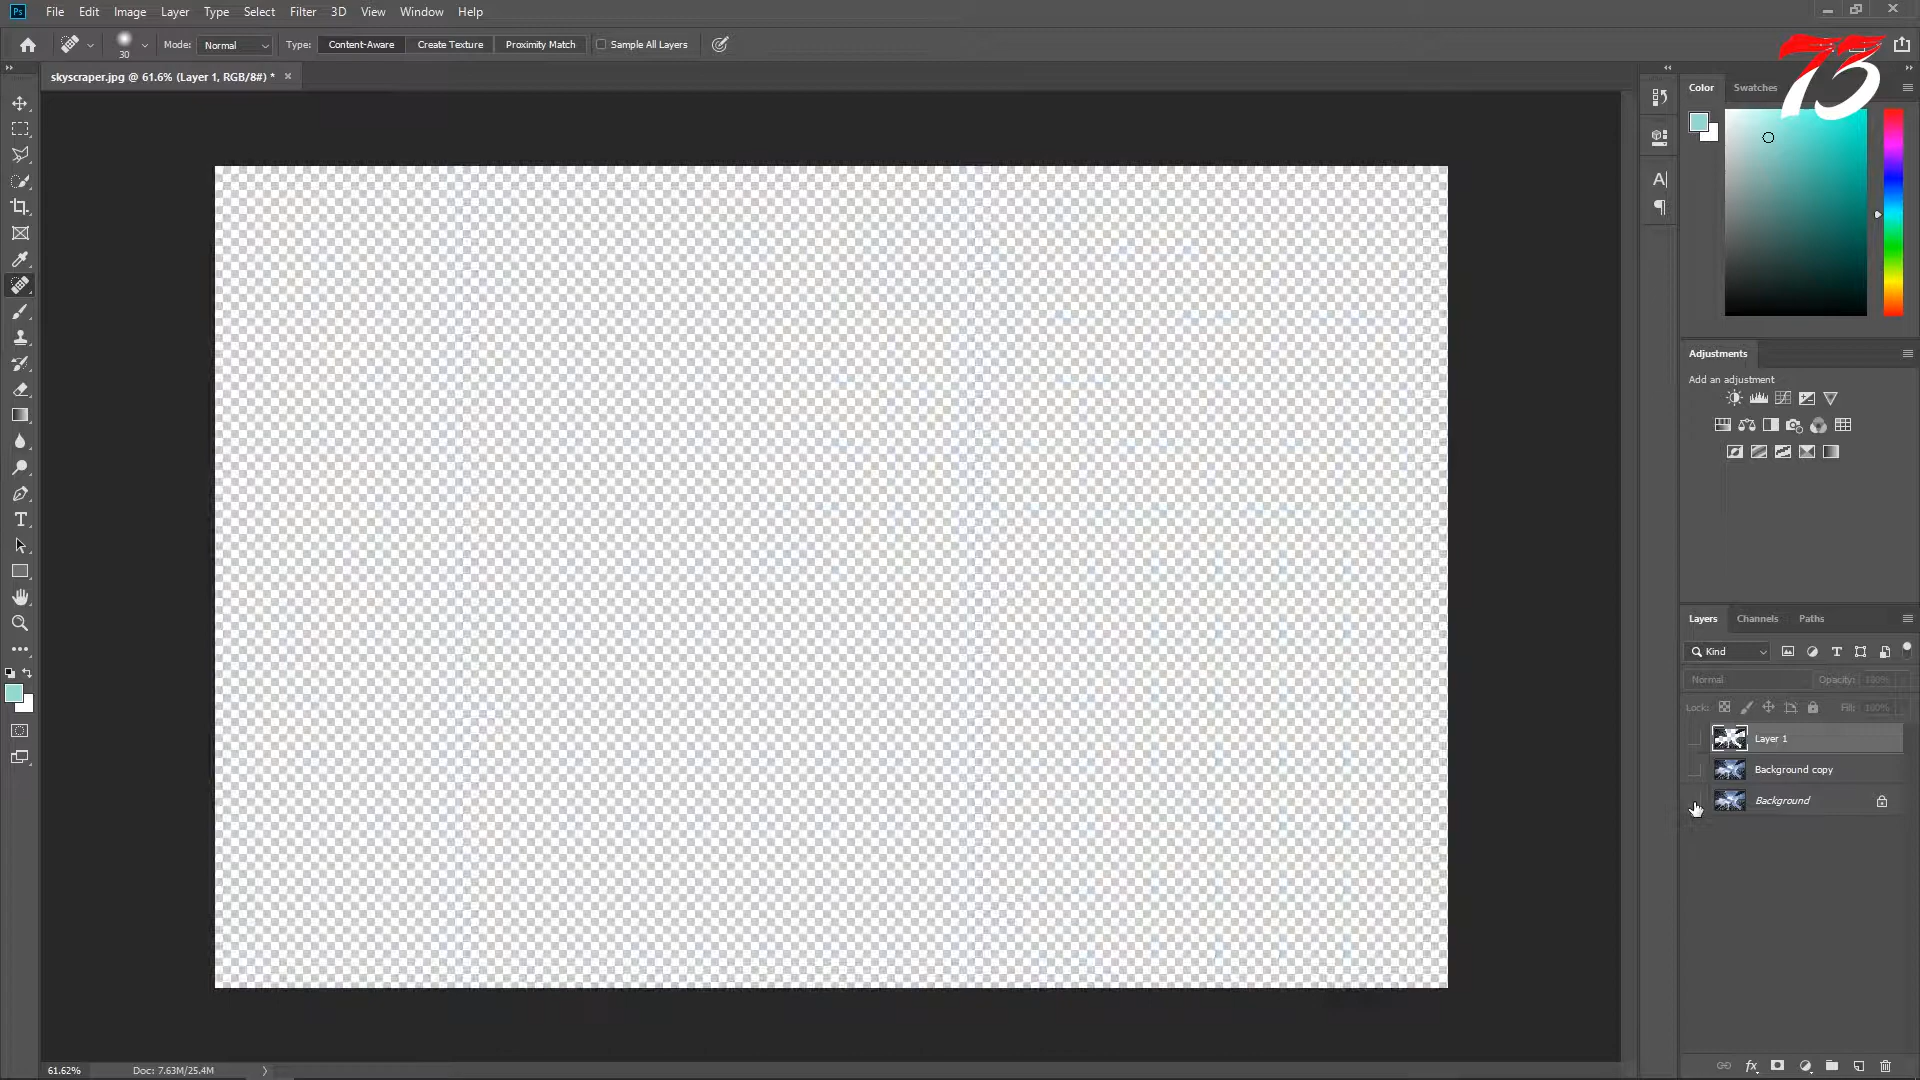 Ps File Edit Image Layer Type Select Filter 3D View Window Help
30 Mode: Normal Type: Content-Aware Create Texture Proximity Match Sample All Layers
73
skyscraper.jpg @ 61.6% (Layer 1, RGB/8#) *
Color Swatches
Adjustments
Add an adjustment
Layers Channels Paths
Kind
Normal Opacity: 100%
Lock: Fill: 100%
Layer 1
Background copy
Background
61.62% Doc: 7.63M/25.4M